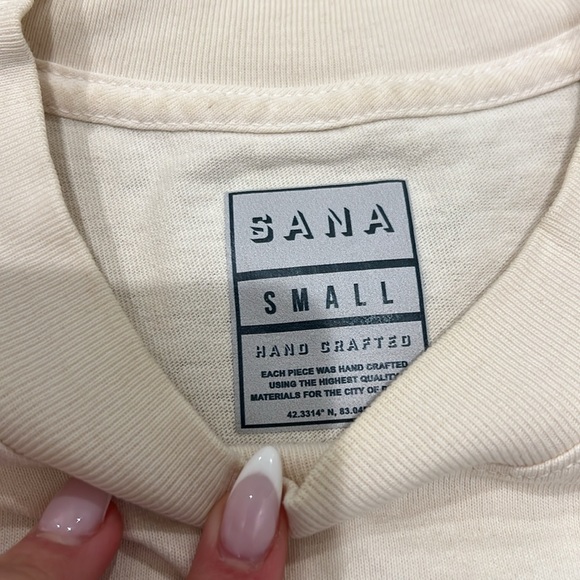 SANA
SMALL
HAND CRAFTED
EACH PIECE WAS HAND CRAFTED
USING THE HIGHEST QUALITY
MATERIALS FOR THE CITY OF
42.3314° N,